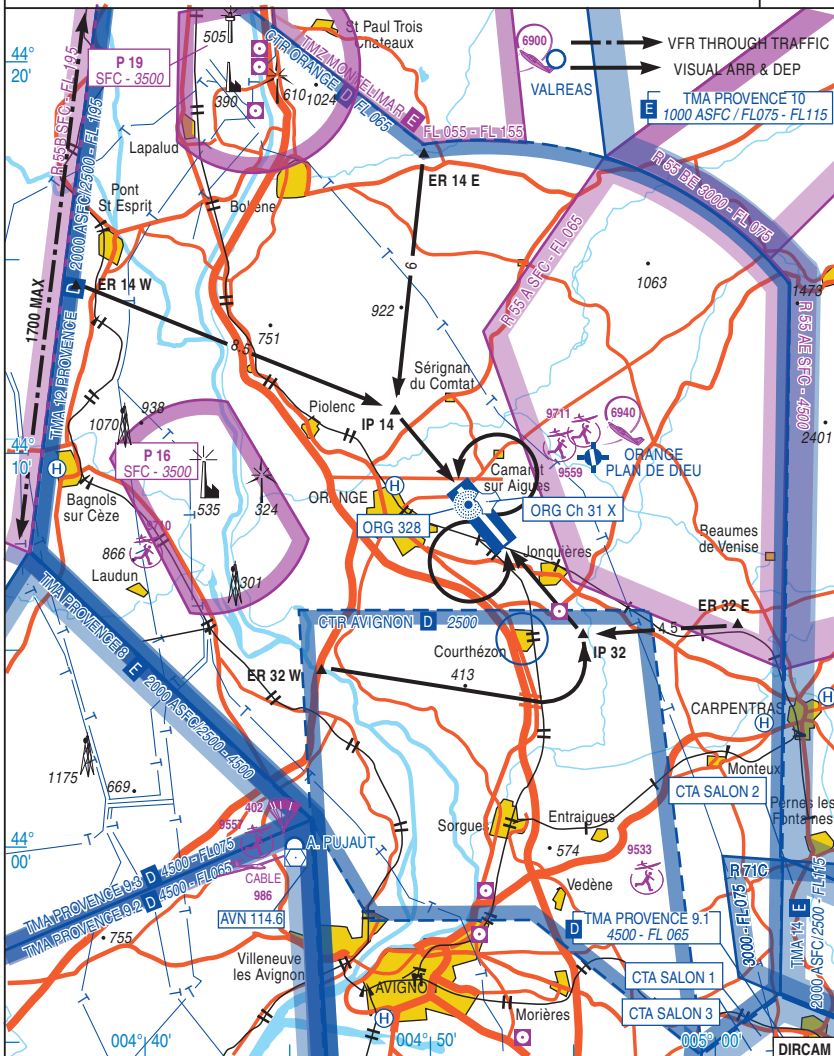 44°
20'
505
St Paul Trois
Chateaux
6900
VFR THROUGH TRAFFIC
VISUAL ARR & DEP
VALREAS
P 19
SFC - 3500
CTR ORANGE D FL 065
TMZ MONTELIMAR E FL 055 - FL 155
E TMA PROVENCE 10
1000 ASFC / FL075 - FL115
390
610
1024
R 55B SFC - FL 195
Lapalud
ER 14 E
Pont
St Esprit
Bollène
R 55 BE 3000 - FL 075
R 55 A SFC - FL 065
1063
6
ER 14 W
1700 MAX
TMA 12 PROVENCE D 2000 ASFC/2500 - FL 195
1473
R 55 AE SFC - 4500
922
751
8.5
Sérignan
du Comtat
Piolenc
IP 14
938
1070
9711
6940
2401
44°
10'
P 16
SFC - 3500
H
Bagnols
sur Cèze
9559
ORANGE
PLAN DE DIEU
Camaret
sur Aigues
535
324
ORANGE
H
ORG 328
ORG Ch 31 X
9710
866
Laudun
301
Beaumes
de Venise
Jonquières
ER 32 E
4.5
CTR AVIGNON D 2500
Courthézon
IP 32
TMA PROVENCE 8 E 2000 ASFC/2500 - 4500
ER 32 W
413
CARPENTRAS
H
H
Monteux
CTA SALON 2
1175
669
Pernes les
Fontaines
Sorgues
Entraigues
44°
00'
402
9557
A. PUJAUT
574
9533
CABLE
986
R 71C
3000 - FL 075
TMA PROVENCE 9.3 D 4500 - FL075
TMA PROVENCE 9.2 D 4500 - FL065
AVN 114.6
Vedène
755
D TMA PROVENCE 9.1
4500 - FL 065
TMA 14 E
2000 ASFC/2500 - FL115
Villeneuve
les Avignon
CTA SALON 1
AVIGNON
Morières
CTA SALON 3
H
004° 40'
004° 50'
005° 00'
DIRCAM